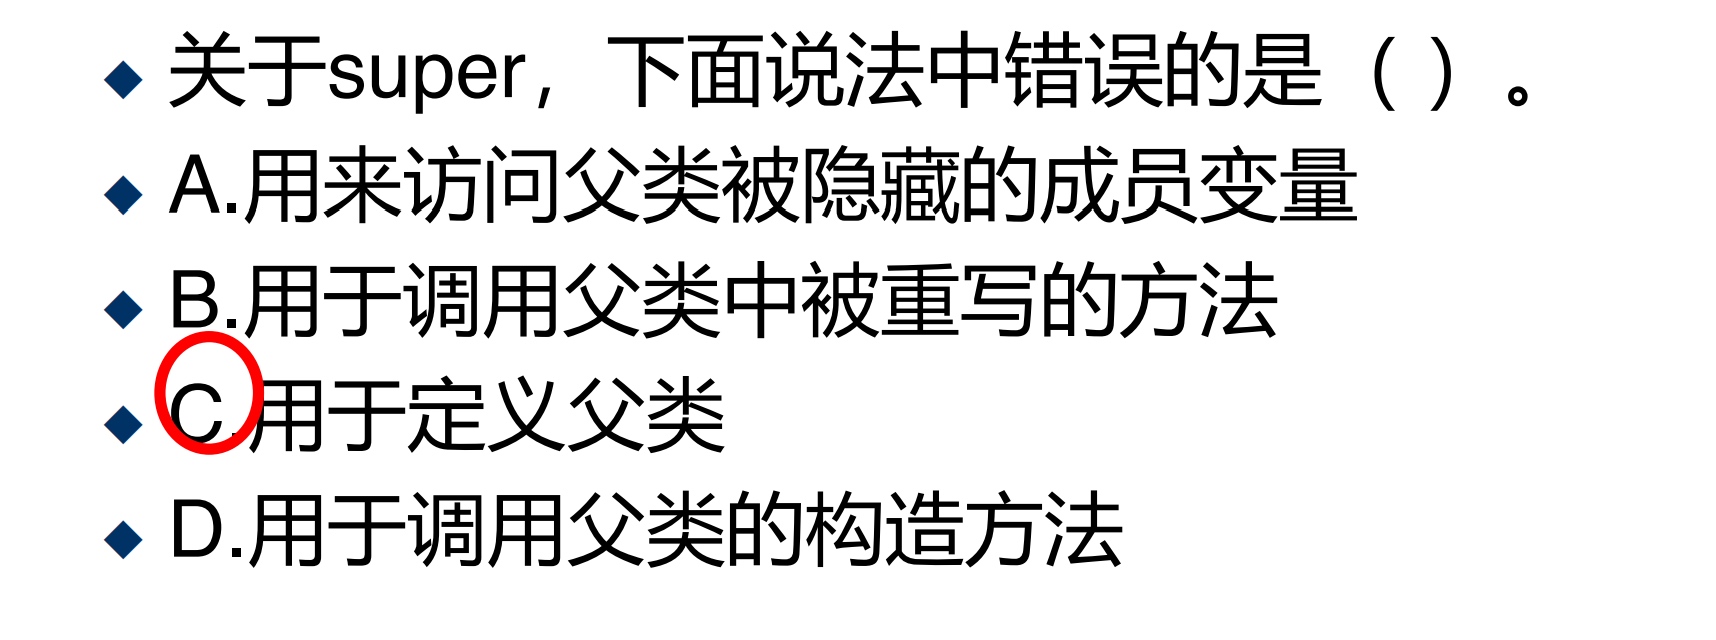 关于super，下面说法中错误的是（ ）。
A.用来访问父类被隐藏的成员变量
B.用于调用父类中被重写的方法
C.用于定义父类
D.用于调用父类的构造方法